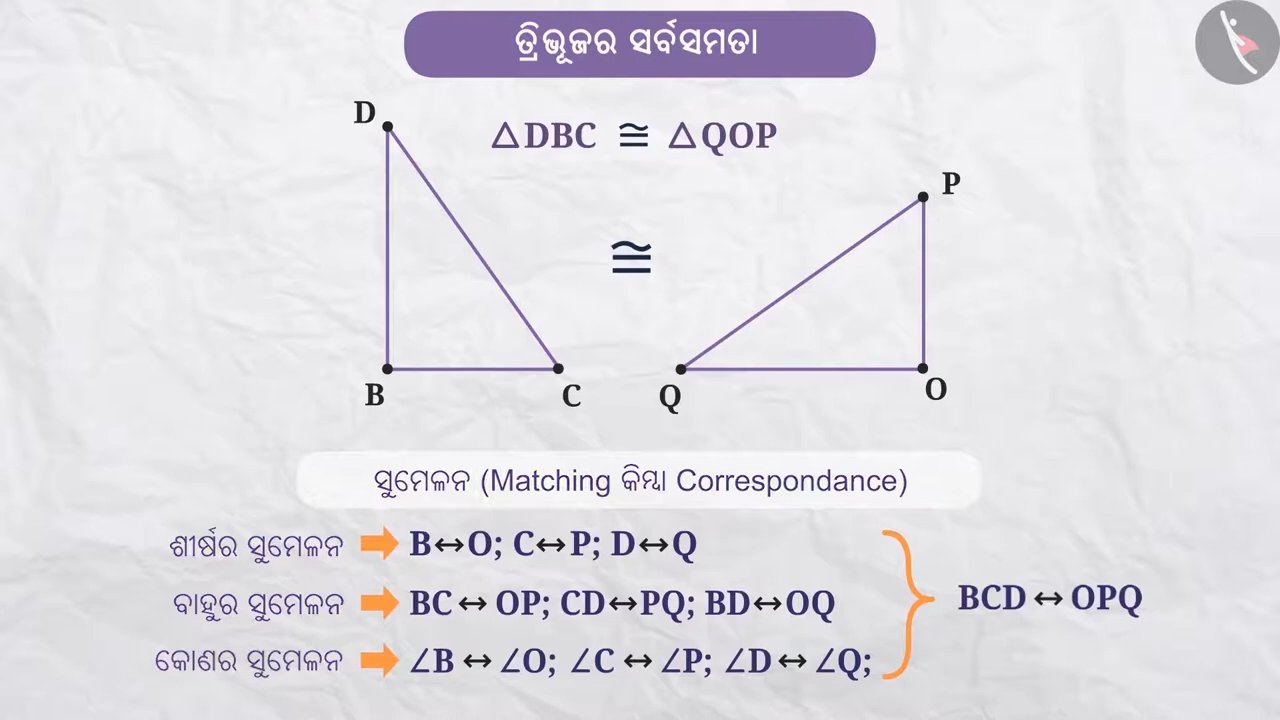 ତ୍ରିଭୂଜର ସର୍ବସମତା
D
△DBC ≅ △QOP
P
≅
B
C
Q
O
ସୁମେଳନ (Matching କିମ୍ବା Correspondance)
ଶୀର୍ଷର ସୁମେଳନ B↔O; C↔P; D↔Q
ବାହୁର ସୁମେଳନ BC ↔ OP; CD↔PQ; BD↔OQ
BCD ↔ OPQ
କୋଣର ସୁମେଳନ ∠B ↔ ∠O; ∠C ↔ ∠P; ∠D ↔ ∠Q;